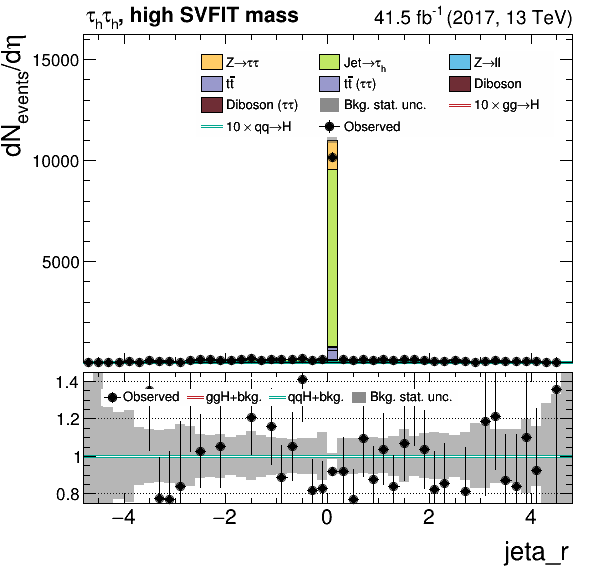 τhτh, high SVFIT mass 41.5 fb-1 (2017, 13 TeV)
dNevents/dη
Z→ττ Jet→τh Z→ll
tt̄ tt̄ (ττ) Diboson
Diboson (ττ) Bkg. stat. unc. 10 × gg→H
10 × qq→H Observed
15000
10000
5000
0
Observed ggH+bkg. qqH+bkg. Bkg. stat. unc.
1.4
1.2
1
0.8
−4 −2 0 2 4
jeta_r